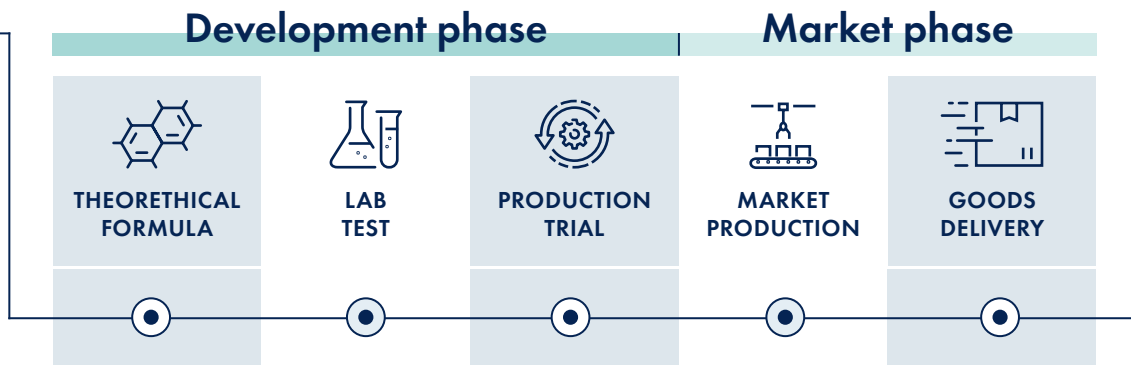 Development phase
Market phase
THEORETHICAL
FORMULA
LAB
TEST
PRODUCTION
TRIAL
MARKET
PRODUCTION
GOODS
DELIVERY